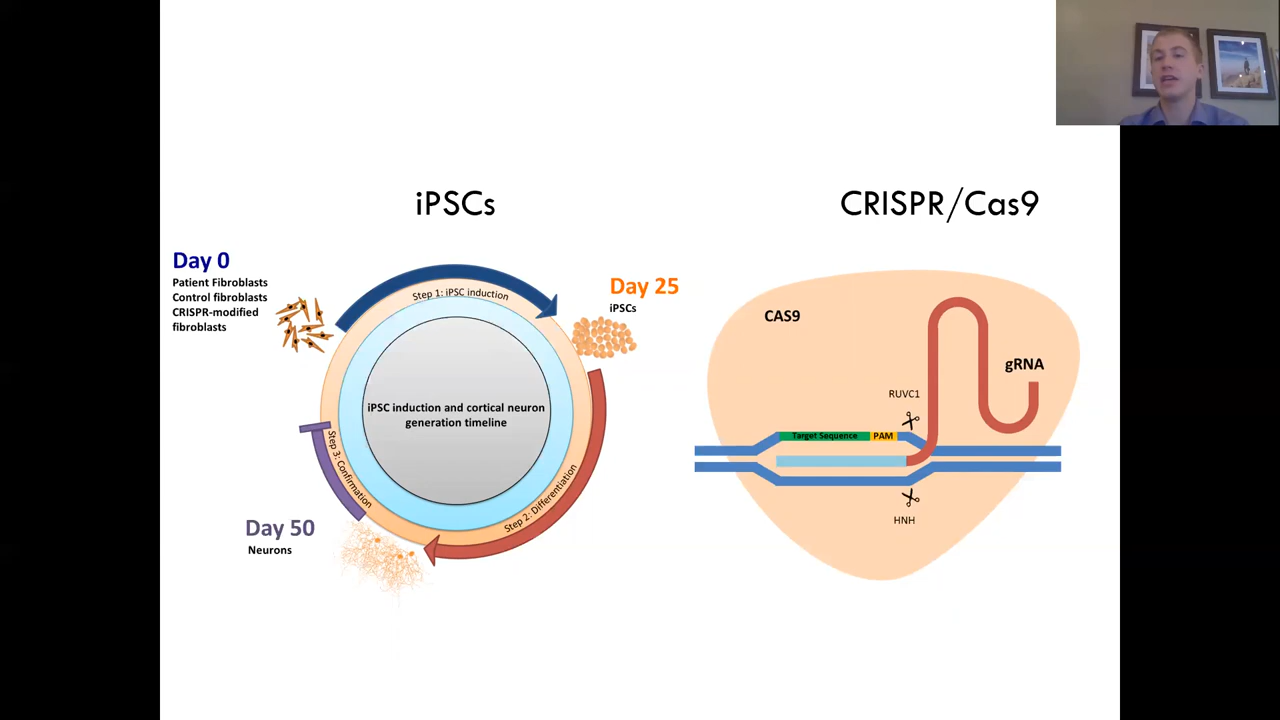 iPSCs
Day 0
Patient Fibroblasts
Control fibroblasts
CRISPR-modified
fibroblasts
Step 1: iPSC induction
Day 25
iPSCs
iPSC induction and cortical neuron
generation timeline
Step 2: Differentiation
Step 3: Confirmation
Day 50
Neurons
CRISPR/Cas9
CAS9
gRNA
RUVC1
Target Sequence
PAM
HNH